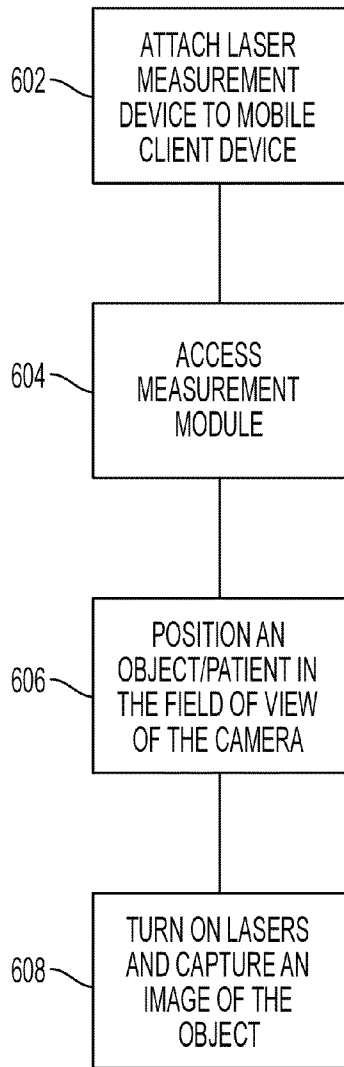 602
ATTACH LASER
MEASUREMENT
DEVICE TO MOBILE
CLIENT DEVICE
604
ACCESS
MEASUREMENT
MODULE
606
POSITION AN
OBJECT/PATIENT IN
THE FIELD OF VIEW
OF THE CAMERA
608
TURN ON LASERS
AND CAPTURE AN
IMAGE OF THE
OBJECT